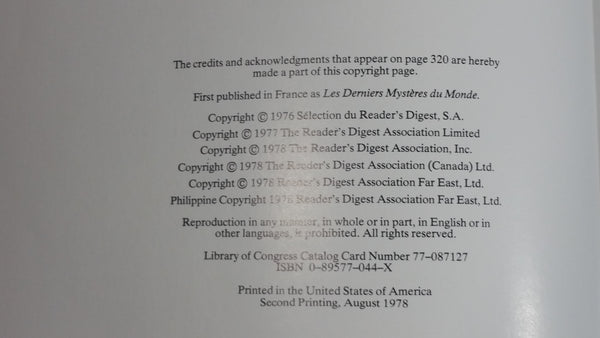 The credits and acknowledgments that appear on page 320 are hereby
made a part of this copyright page.
First published in France as Les Derniers Mystères du Monde.
Copyright © 1976 Sélection du Reader's Digest, S.A.
Copyright © 1977 The Reader's Digest Association Limited
Copyright © 1978 The Reader's Digest Association, Inc.
Copyright © 1978 The Reader's Digest Association (Canada) Ltd.
Copyright © 1978 Reader's Digest Association Far East, Ltd.
Philippine Copyright 1978 Reader's Digest Association Far East, Ltd.
Reproduction in any manner, in whole or in part, in English or in
other languages, is prohibited. All rights reserved.
Library of Congress Catalog Card Number 77-087127
ISBN 0-89577-044-X
Printed in the United States of America
Second Printing, August 1978